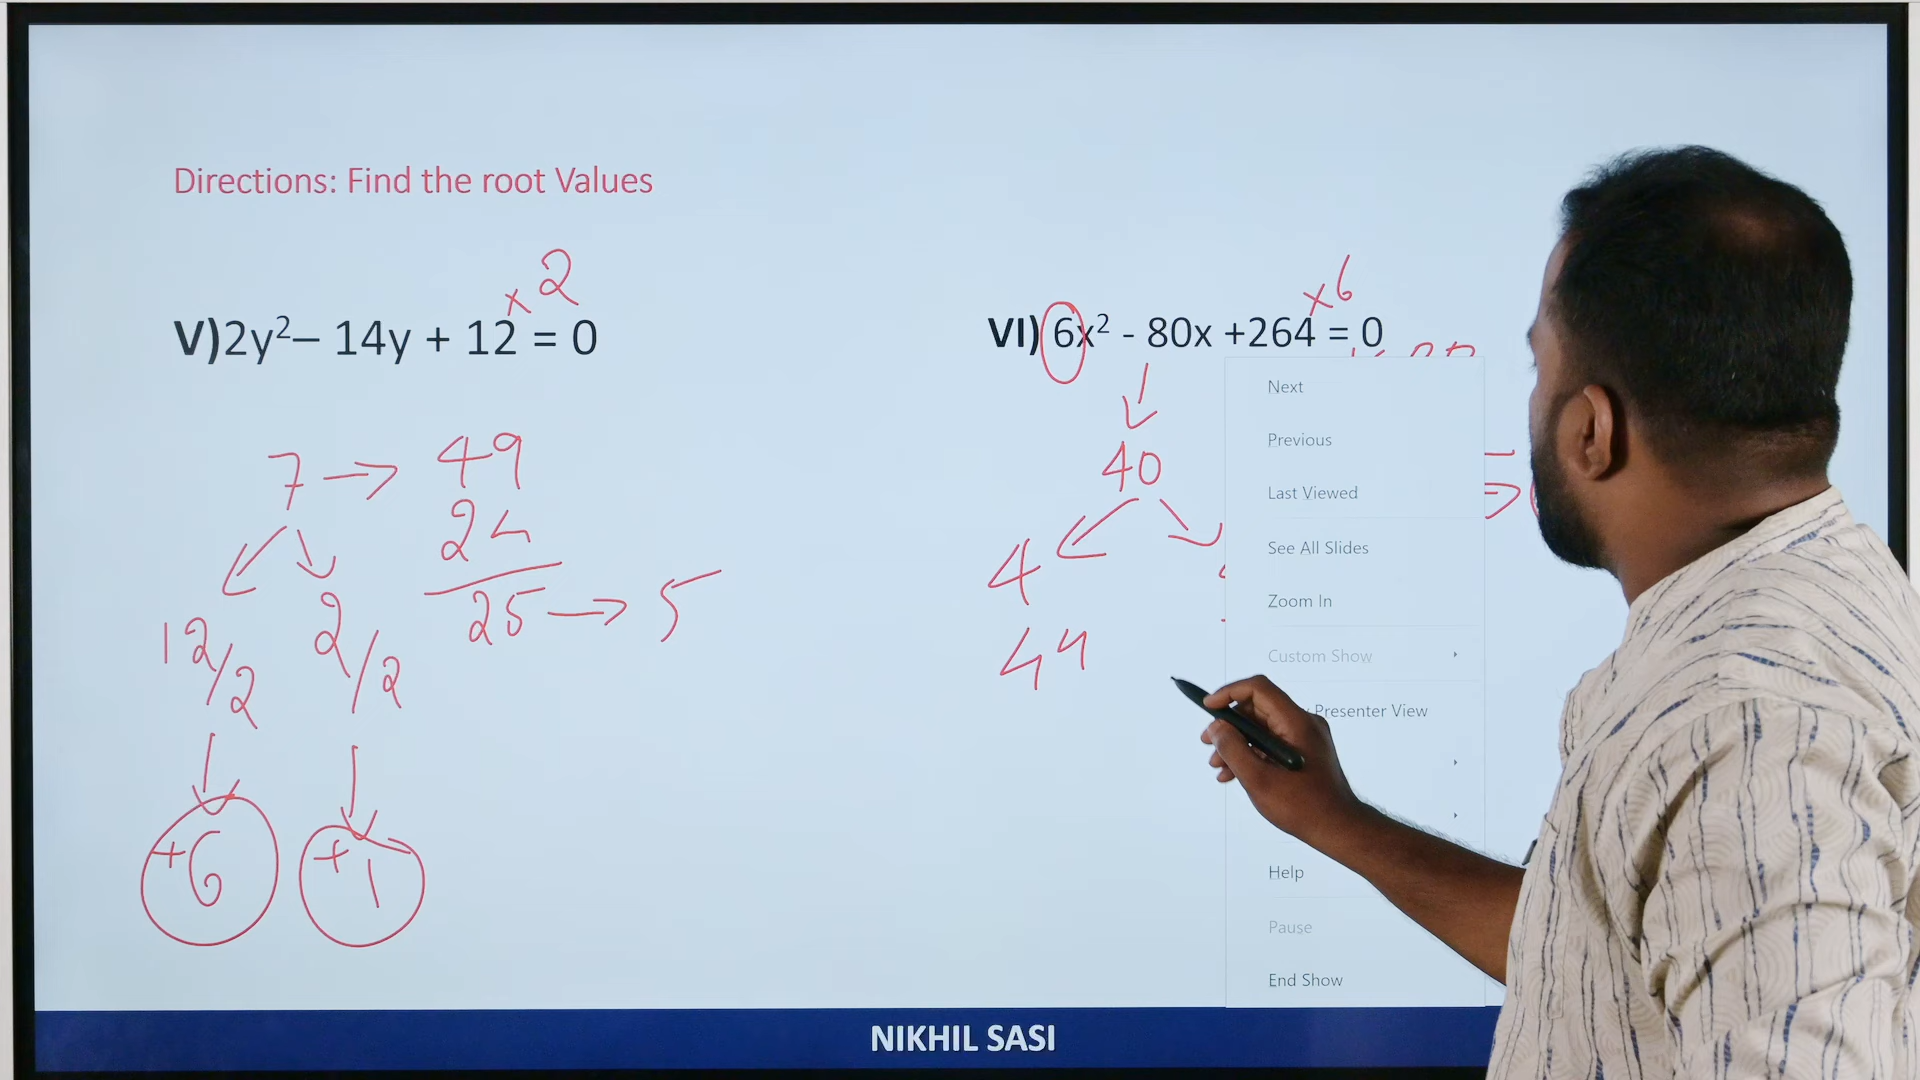 Directions: Find the root Values
× 2
V)2y²– 14y + 12 = 0
7 → 49
24
25 → 5
12/2
2/2
+6
+1
× 6
VI) 6x² - 80x +264 = 0
40
4
44
Next
Previous
Last Viewed
See All Slides
Zoom In
Custom Show
Presenter View
Help
Pause
End Show
NIKHIL SASI